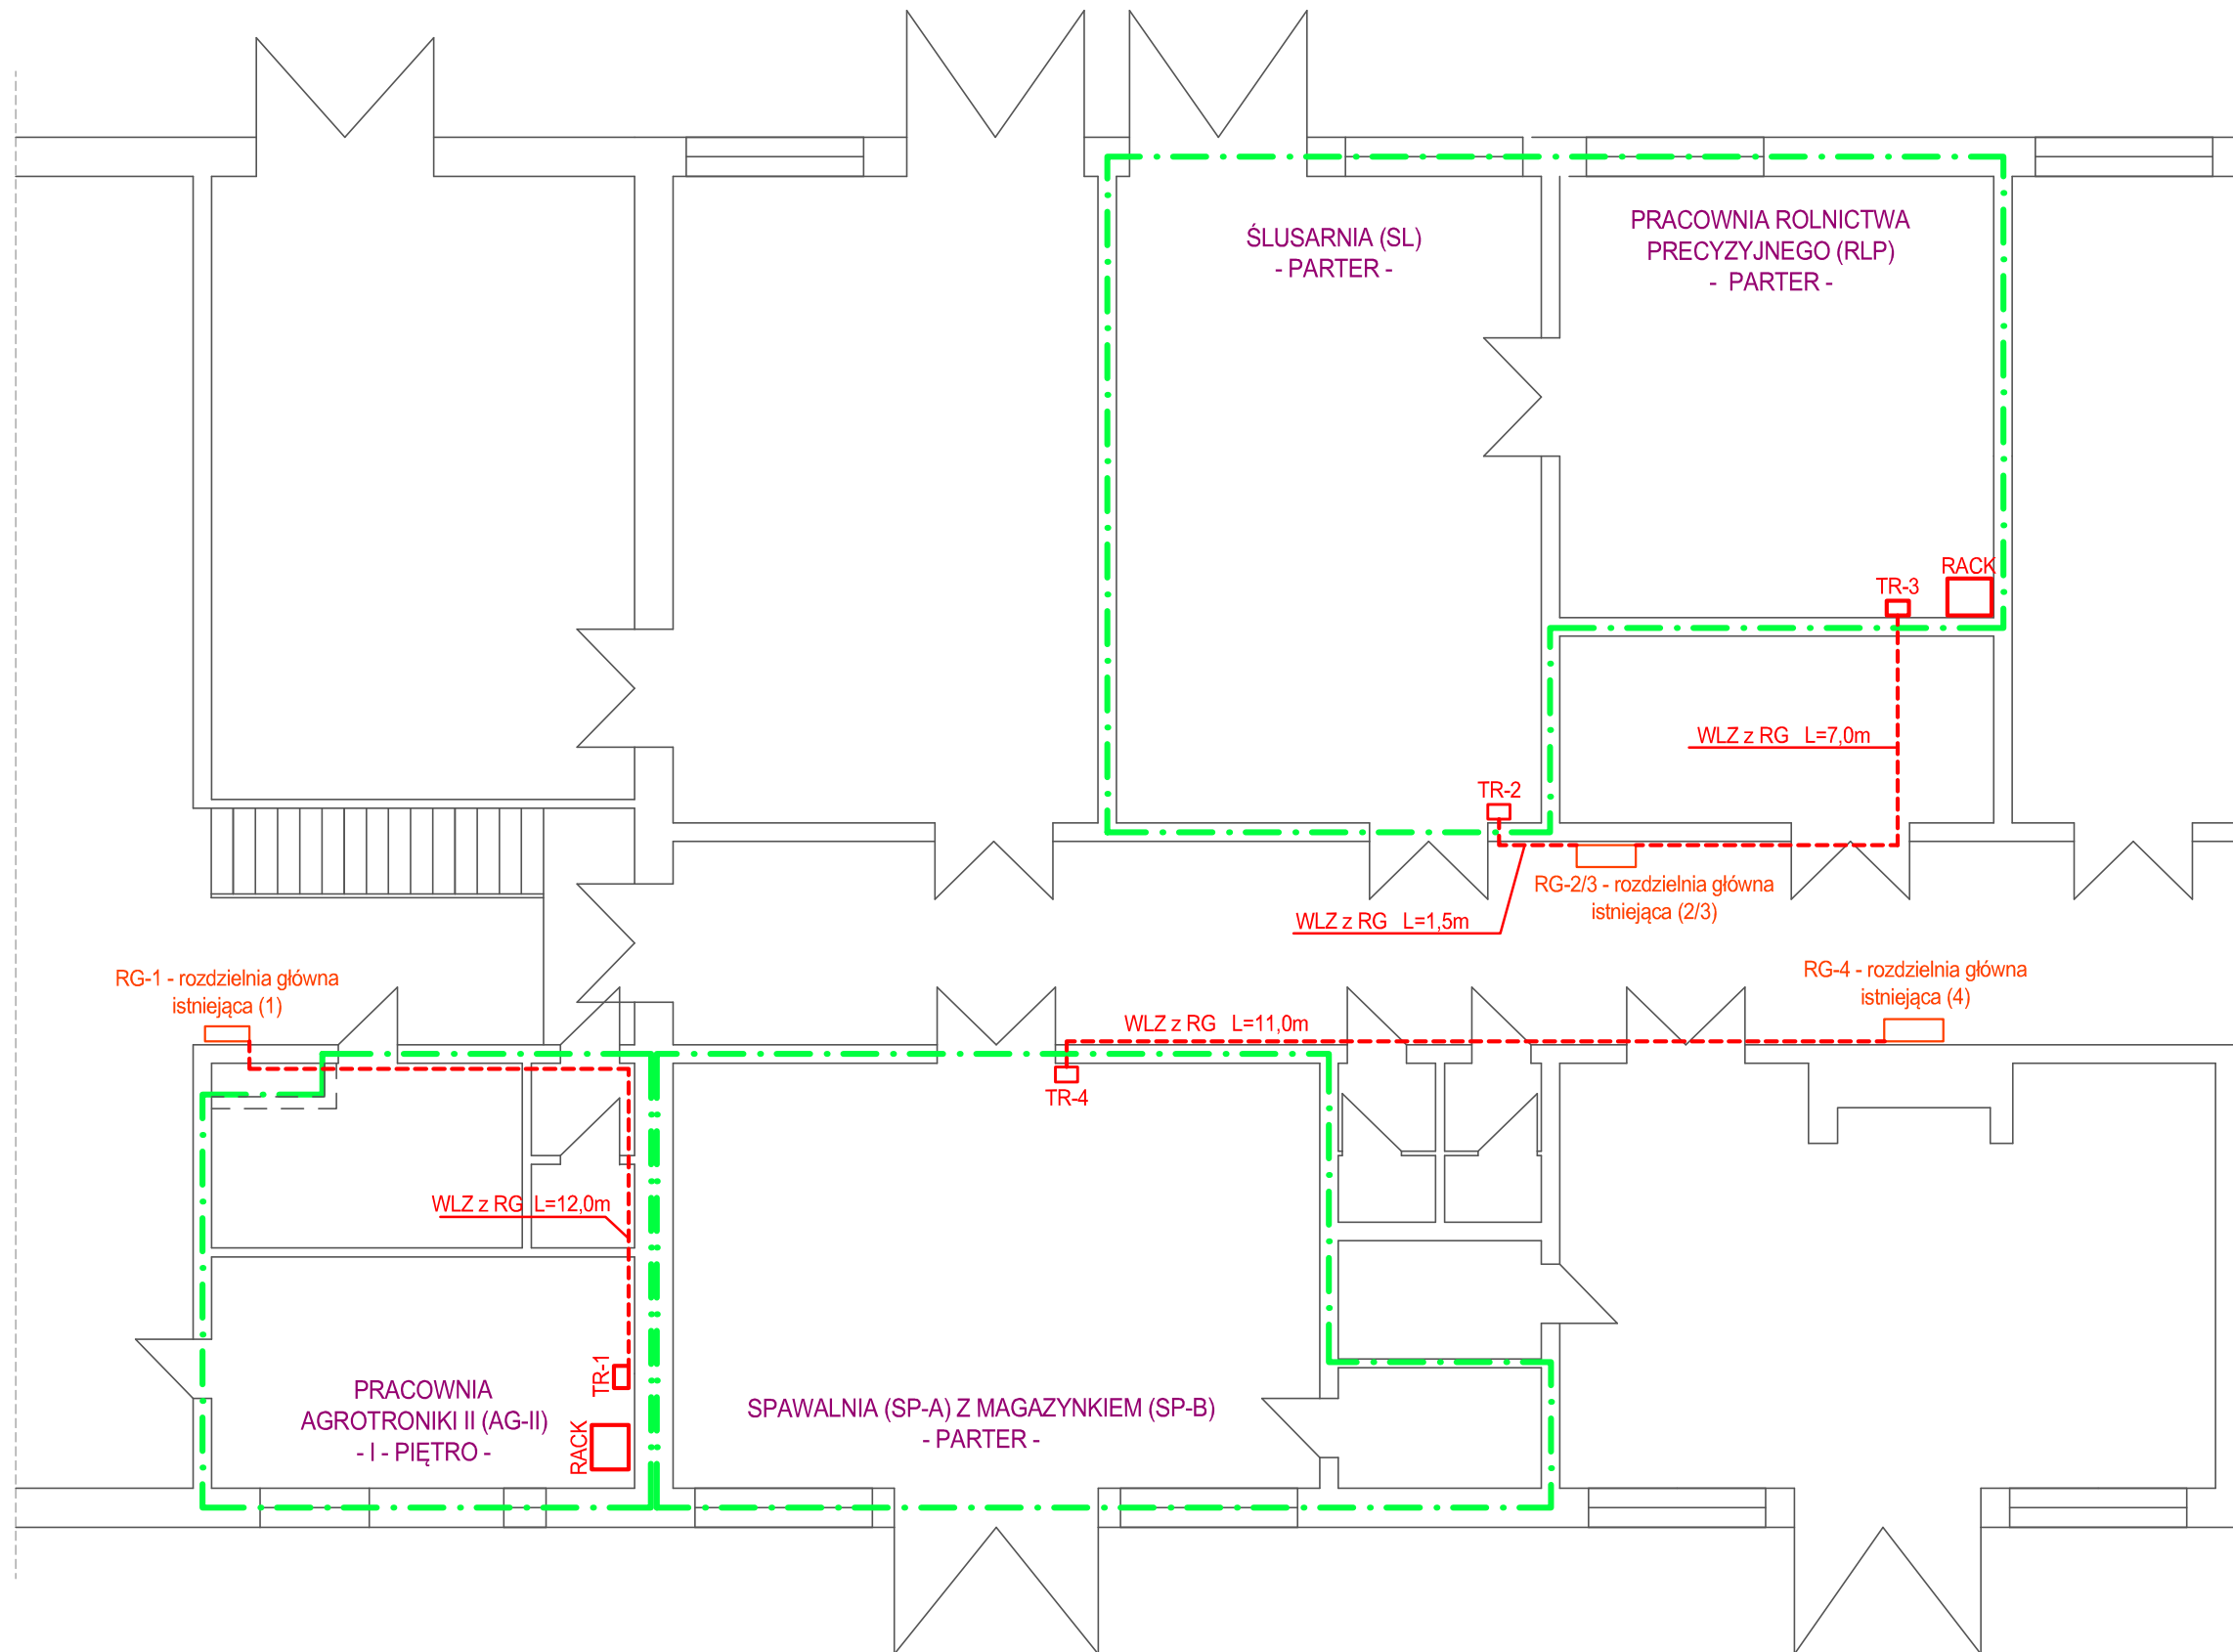 ŚLUSARNIA (SL)
- PARTER -
PRACOWNIA ROLNICTWA
PRECYZYJNEGO (RLP)
- PARTER -
RACK
TR-3
WLZ z RG L=7,0m
TR-2
RG-2/3 - rozdzielnia główna
istniejąca (2/3)
WLZ z RG L=1,5m
RG-1 - rozdzielnia główna
istniejąca (1)
RG-4 - rozdzielnia główna
istniejąca (4)
WLZ z RG L=11,0m
TR-4
WLZ z RG L=12,0m
TR-1
PRACOWNIA
AGROTRONIKI II (AG-II)
- I - PIĘTRO -
RACK
SPAWALNIA (SP-A) Z MAGAZYNKIEM (SP-B)
- PARTER -